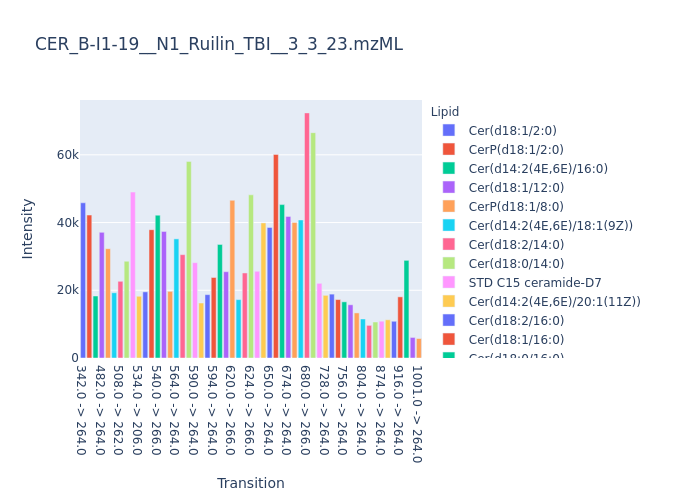 CER_B-I1-19__N1_Ruilin_TBI__3_3_23.mzML
Intensity
60k
40k
20k
0
342.0 -> 264.0
482.0 -> 264.0
508.0 -> 262.0
534.0 -> 206.0
540.0 -> 266.0
564.0 -> 264.0
590.0 -> 264.0
594.0 -> 264.0
620.0 -> 266.0
624.0 -> 264.0
650.0 -> 264.0
674.0 -> 264.0
680.0 -> 266.0
728.0 -> 264.0
756.0 -> 264.0
804.0 -> 264.0
874.0 -> 264.0
916.0 -> 264.0
1001.0 -> 264.0
Transition
Lipid
Cer(d18:1/2:0)
CerP(d18:1/2:0)
Cer(d14:2(4E,6E)/16:0)
Cer(d18:1/12:0)
CerP(d18:1/8:0)
Cer(d14:2(4E,6E)/18:1(9Z))
Cer(d18:2/14:0)
Cer(d18:0/14:0)
STD C15 ceramide-D7
Cer(d14:2(4E,6E)/20:1(11Z))
Cer(d18:2/16:0)
Cer(d18:1/16:0)
Cer(d18:0/16:0)